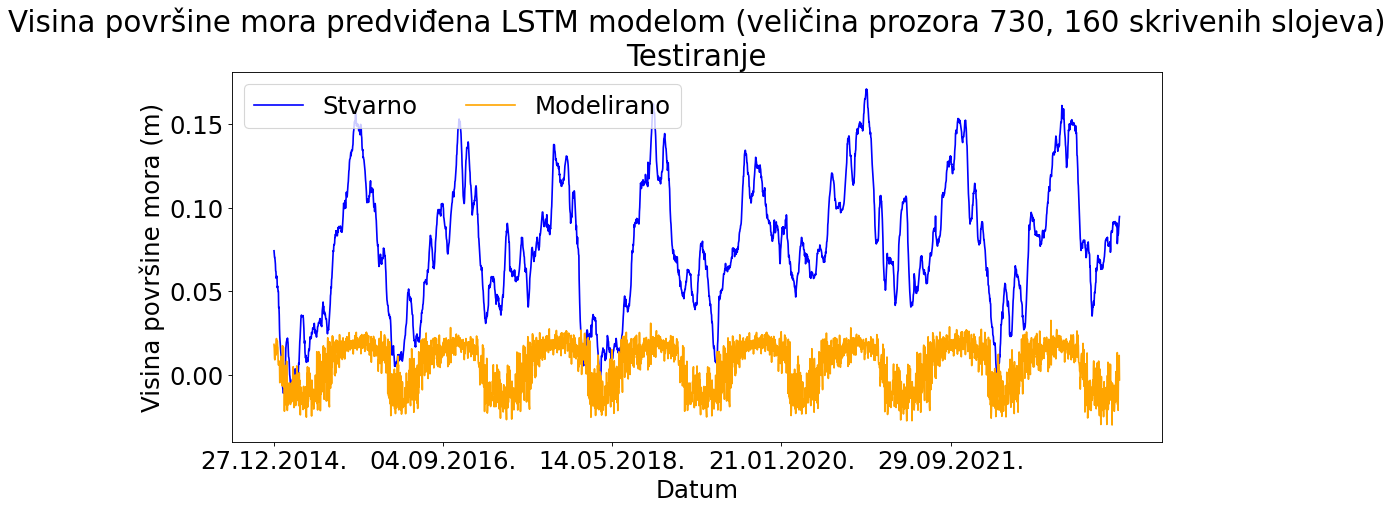 Visina površine mora predviđena LSTM modelom (veličina prozora 730, 160 skrivenih slojeva)
Testiranje
Stvarno
Modelirano
Visina površine mora (m)
0.15
0.10
0.05
0.00
27.12.2014.
04.09.2016.
14.05.2018.
21.01.2020.
29.09.2021.
Datum